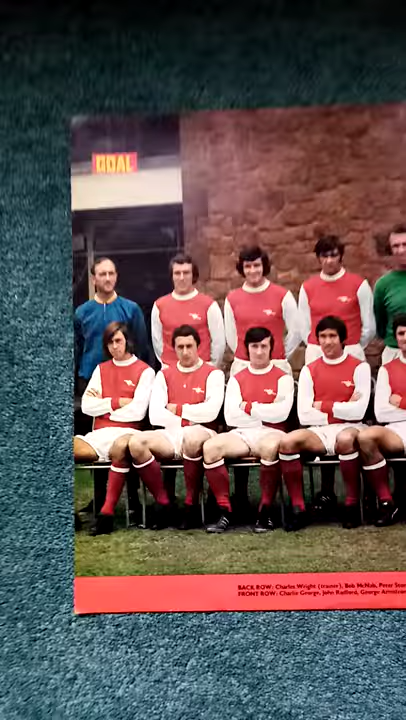 GOAL
BACK ROW: Charles Wright (trainer), Bob McNab, Peter Stor
FRONT ROW: Charlie George, John Radford, George Armstron